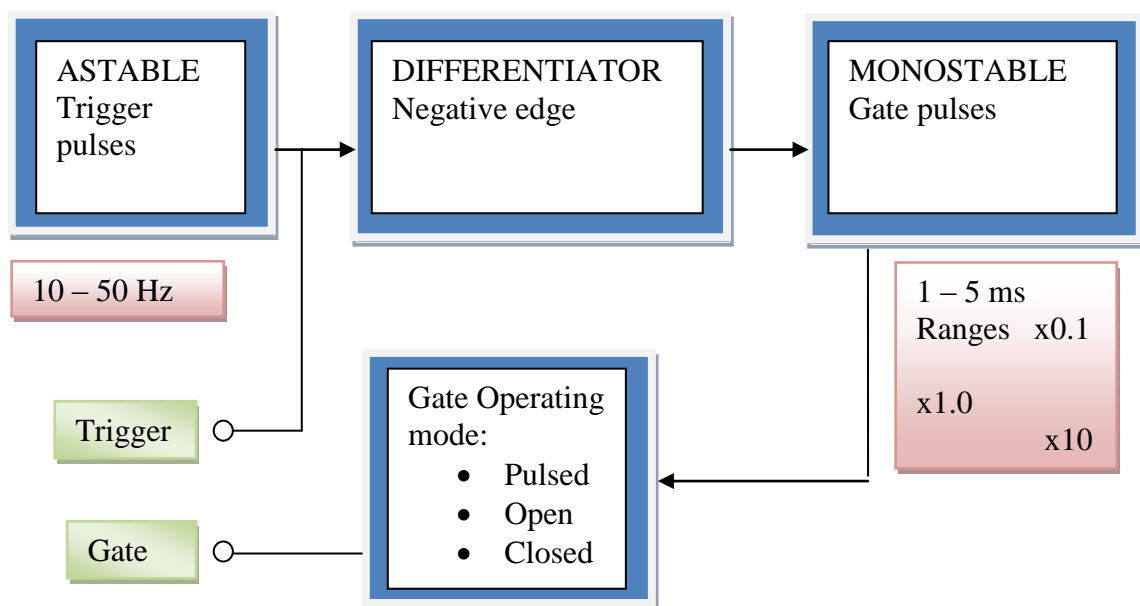 ASTABLE
Trigger
pulses
DIFFERENTIATOR
Negative edge
MONOSTABLE
Gate pulses
10 – 50 Hz
1 – 5 ms
Ranges x0.1
x1.0
x10
Gate Operating
mode:
• Pulsed
• Open
• Closed
Trigger
Gate